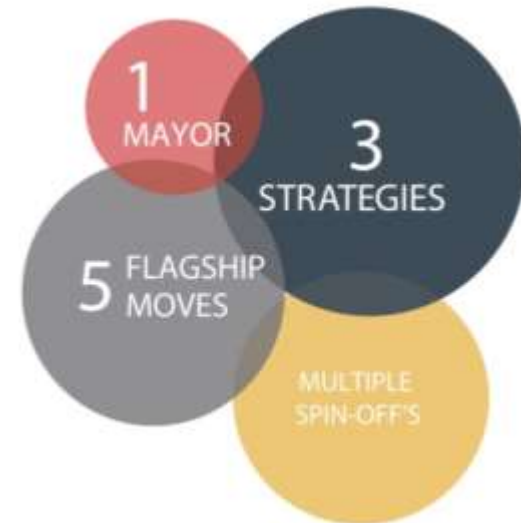 1
MAYOR
3
STRATEGIES
5 FLAGSHIP
MOVES
MULTIPLE
SPIN-OFF'S